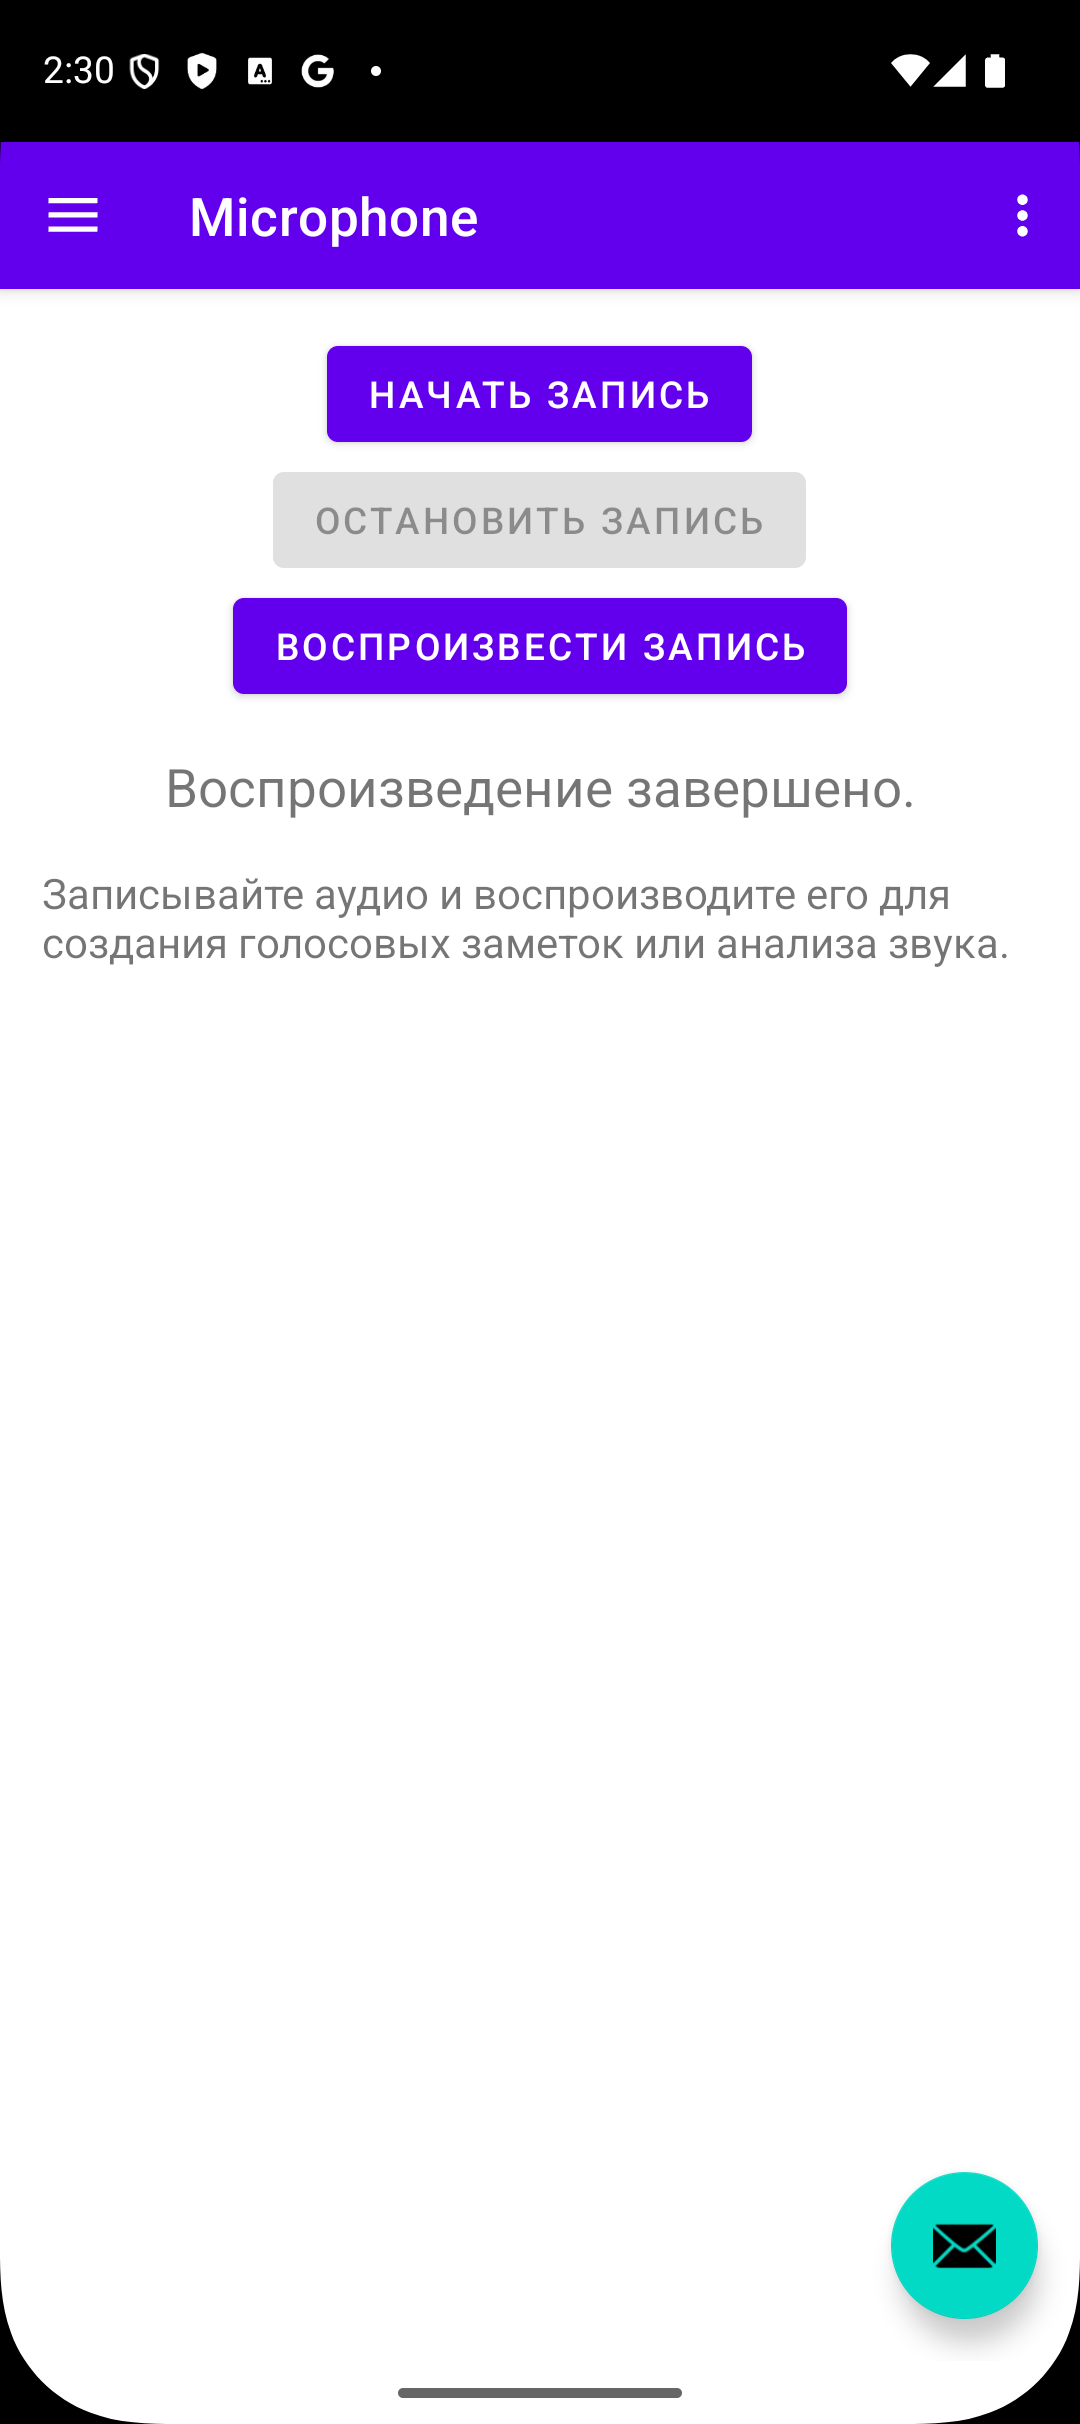 2:30
Microphone
НАЧАТЬ ЗАПИСЬ
ОСТАНОВИТЬ ЗАПИСЬ
ВОСПРОИЗВЕСТИ ЗАПИСЬ
Воспроизведение завершено.
Записывайте аудио и воспроизводите его для
создания голосовых заметок или анализа звука.